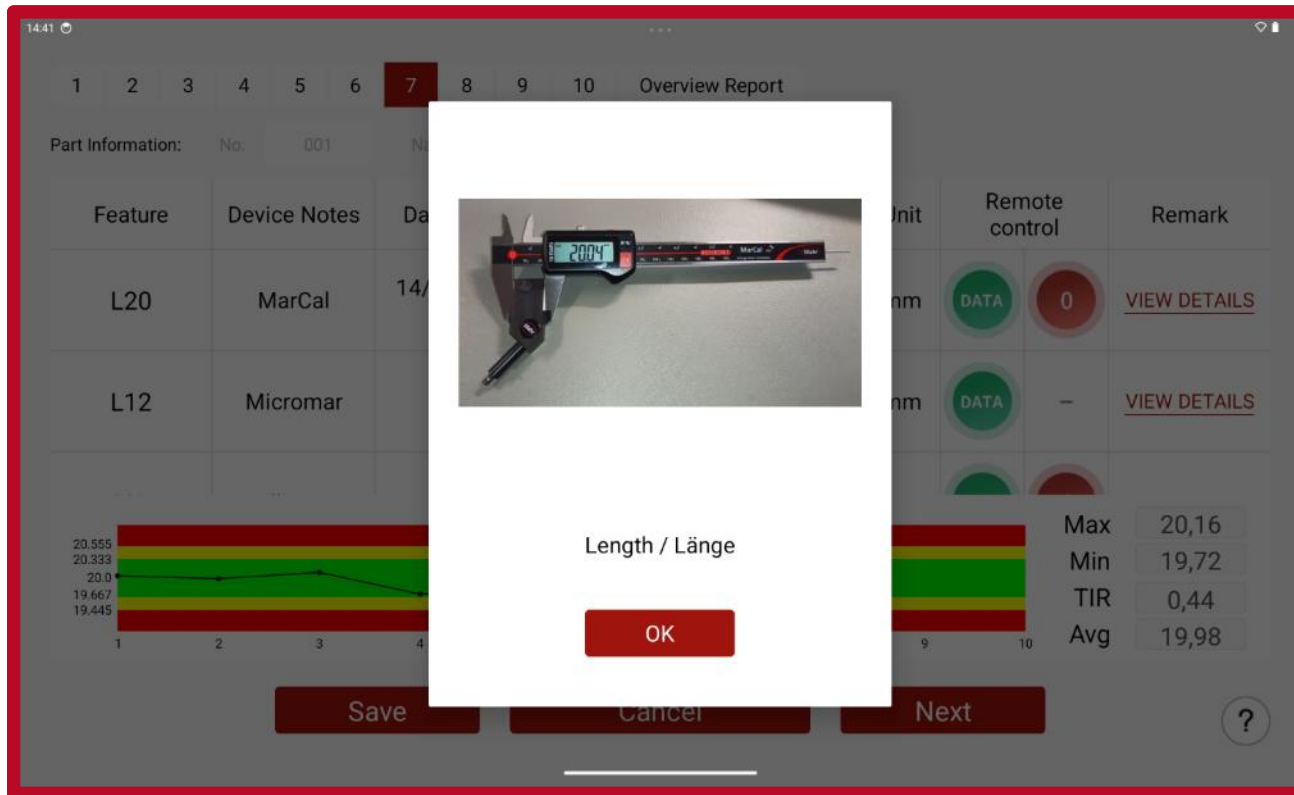 14:41
1 2 3 4 5 6 7 8 9 10 Overview Report
Part Information: No. 001
Feature Device Notes Da Unit Remote control Remark
L20 MarCal 14/ mm DATA 0 VIEW DETAILS
L12 Micromar mm DATA – VIEW DETAILS
20.04
MarCal
Mahr
Length / Länge
OK
20.555
20.333
20.0
19.667
19.445
1 2 3 4 9 10
Max 20,16
Min 19,72
TIR 0,44
Avg 19,98
Save Cancel Next
?